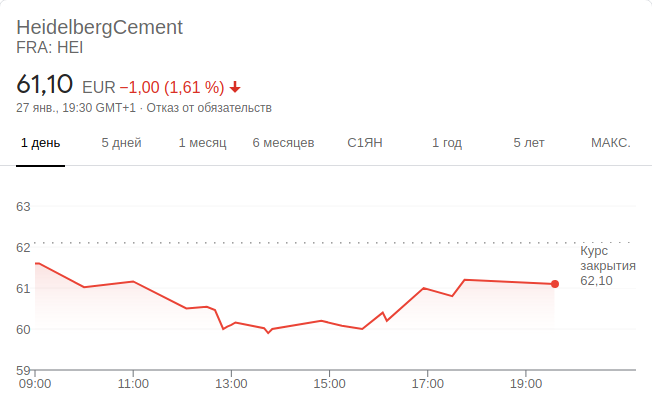 HeidelbergCement
FRA: HEI
61,10 EUR −1,00 (1,61 %)
27 янв., 19:30 GMT+1 · Отказ от обязательств
1 день 5 дней 1 месяц 6 месяцев С1ЯН 1 год 5 лет МАКС.
63
62
Курс
закрытия
62,10
61
60
59
09:00 11:00 13:00 15:00 17:00 19:00